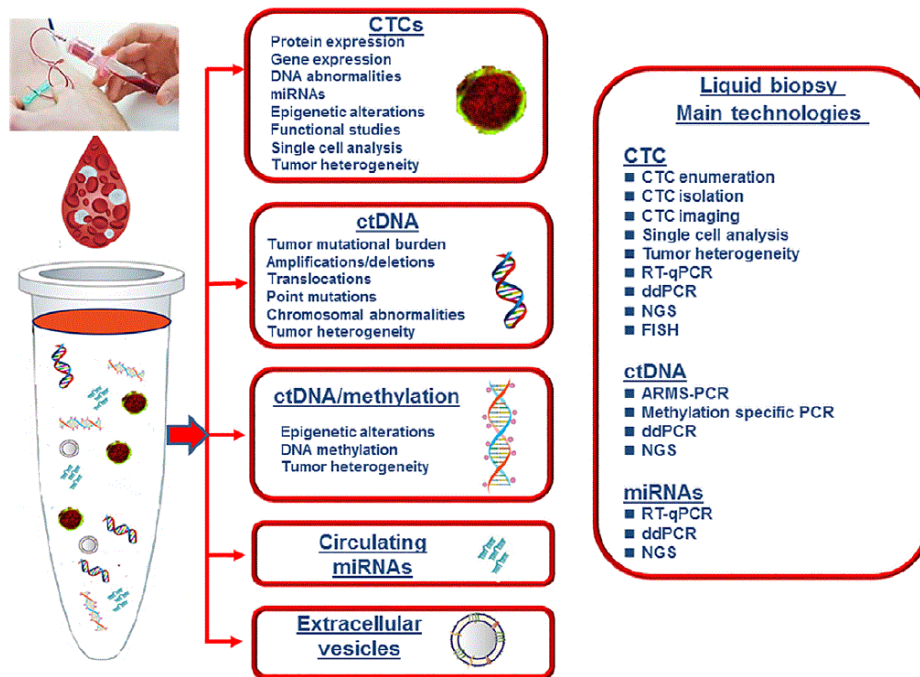 CTCs
Protein expression
Gene expression
DNA abnormalities
miRNAs
Epigenetic alterations
Functional studies
Single cell analysis
Tumor heterogeneity
ctDNA
Tumor mutational burden
Amplifications/deletions
Translocations
Point mutations
Chromosomal abnormalities
Tumor heterogeneity
ctDNA/methylation
Epigenetic alterations
DNA methylation
Tumor heterogeneity
Circulating
miRNAs
Extracellular
vesicles
Liquid biopsy
Main technologies
CTC
■ CTC enumeration
■ CTC isolation
■ CTC imaging
■ Single cell analysis
■ Tumor heterogeneity
■ RT-qPCR
■ ddPCR
■ NGS
■ FISH
ctDNA
■ ARMS-PCR
■ Methylation specific PCR
■ ddPCR
■ NGS
miRNAs
■ RT-qPCR
■ ddPCR
■ NGS